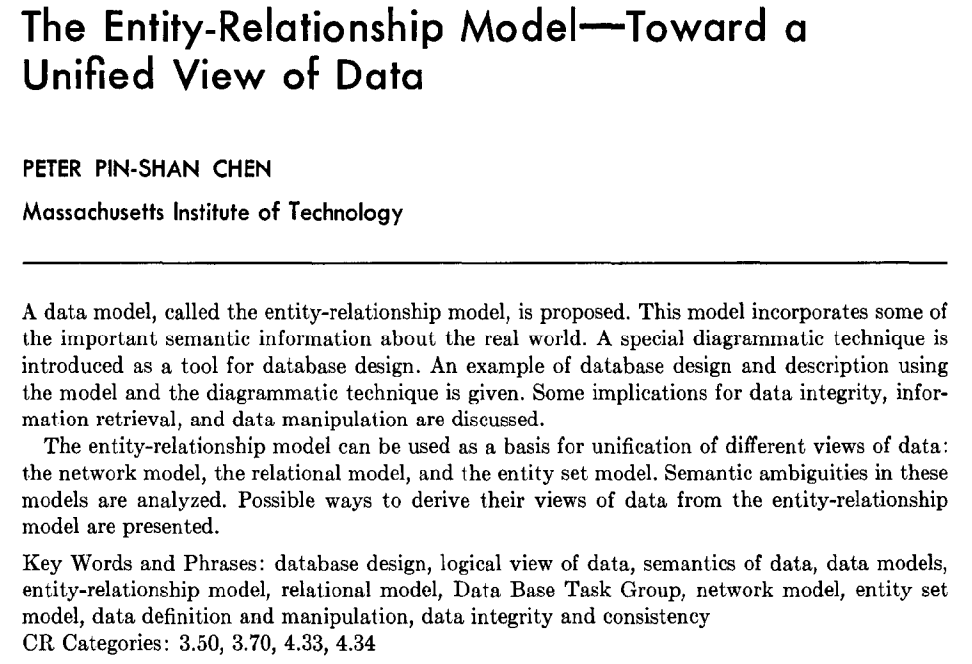 The Entity-Relationship Model—Toward a
Unified View of Data
PETER PIN-SHAN CHEN
Massachusetts Institute of Technology
A data model, called the entity-relationship model, is proposed. This model incorporates some of
the important semantic information about the real world. A special diagrammatic technique is
introduced as a tool for database design. An example of database design and description using
the model and the diagrammatic technique is given. Some implications for data integrity, infor-
mation retrieval, and data manipulation are discussed.
The entity-relationship model can be used as a basis for unification of different views of data:
the network model, the relational model, and the entity set model. Semantic ambiguities in these
models are analyzed. Possible ways to derive their views of data from the entity-relationship
model are presented.
Key Words and Phrases: database design, logical view of data, semantics of data, data models,
entity-relationship model, relational model, Data Base Task Group, network model, entity set
model, data definition and manipulation, data integrity and consistency
CR Categories: 3.50, 3.70, 4.33, 4.34